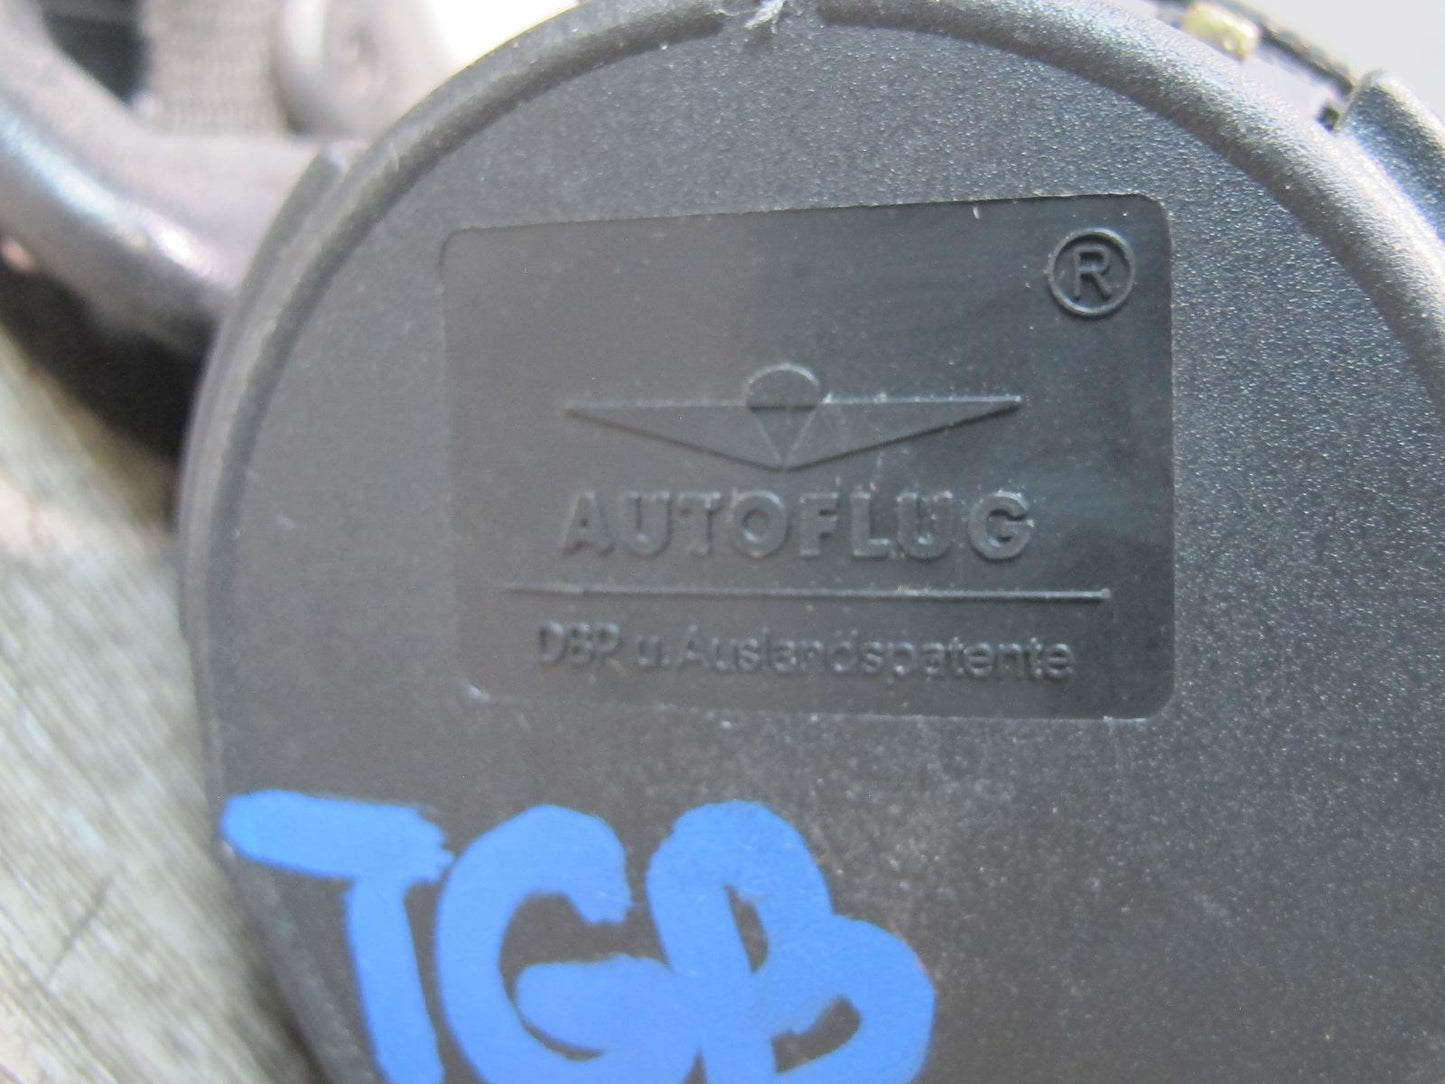 ®
AUTOFLUG
DBP u. Auslandspatente
TGB